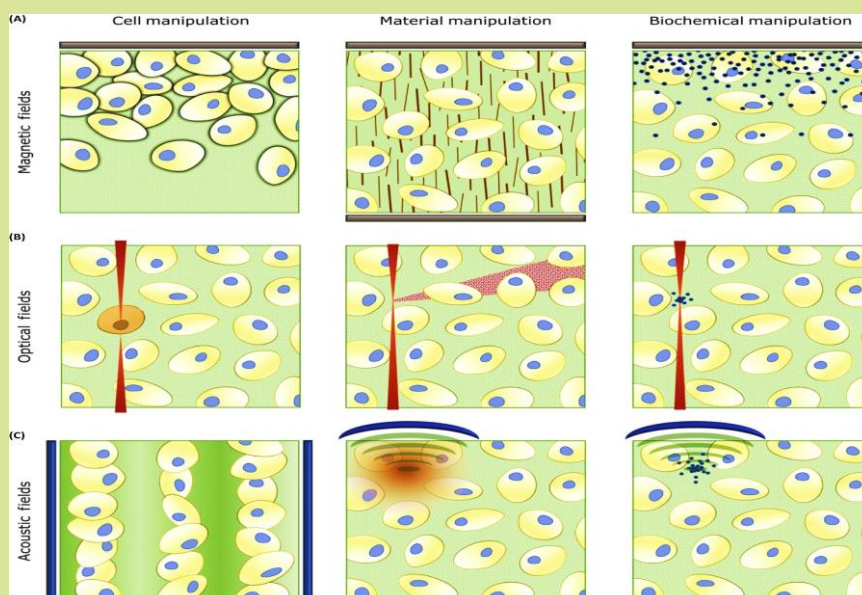 (A)
Cell manipulation
Material manipulation
Biochemical manipulation
Magnetic fields
(B)
Optical fields
(C)
Acoustic fields